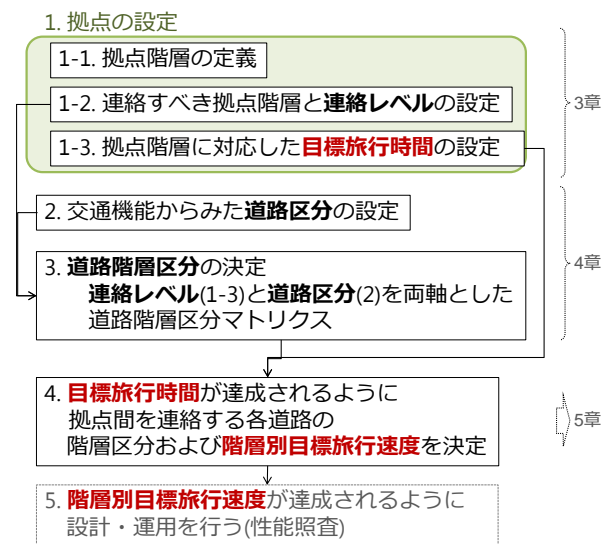 1. 拠点の設定
1-1. 拠点階層の定義
1-2. 連絡すべき拠点階層と連絡レベルの設定
1-3. 拠点階層に対応した目標旅行時間の設定
3章
2. 交通機能からみた道路区分の設定
3. 道路階層区分の決定
連絡レベル(1-3)と道路区分(2)を両軸とした
道路階層区分マトリクス
4章
4. 目標旅行時間が達成されるように
拠点間を連絡する各道路の
階層区分および階層別目標旅行速度を決定
5章
5. 階層別目標旅行速度が達成されるように
設計・運用を行う(性能照査)